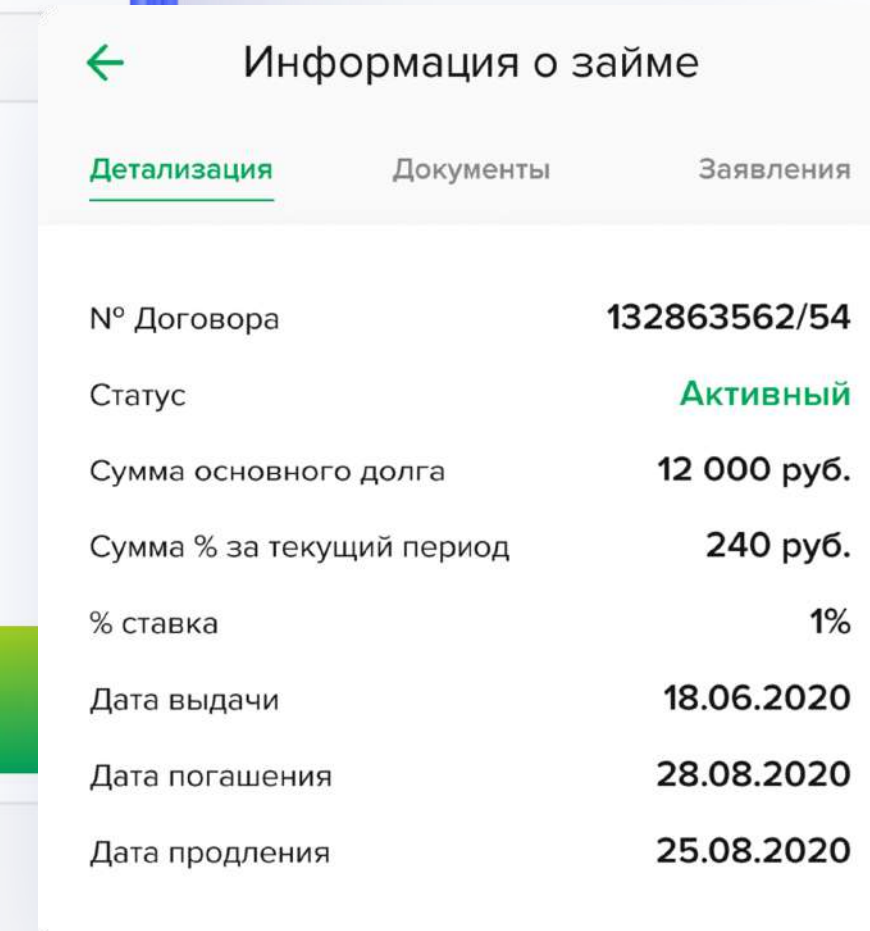 Информация о займе
Детализация Документы Заявления
№ Договора 132863562/54
Статус Активный
Сумма основного долга 12 000 руб.
Сумма % за текущий период 240 руб.
% ставка 1%
Дата выдачи 18.06.2020
Дата погашения 28.08.2020
Дата продления 25.08.2020